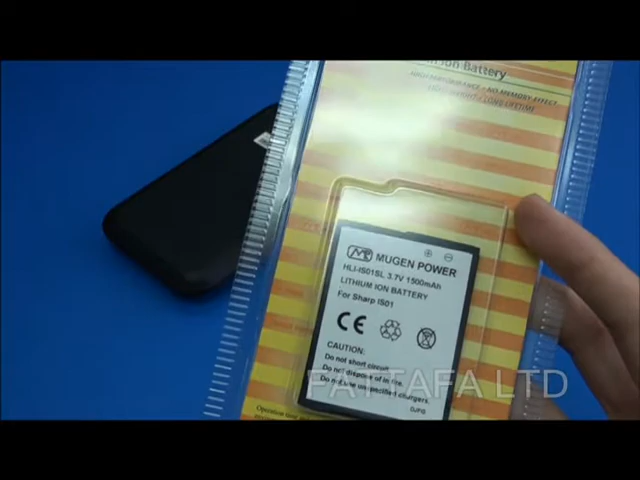 Ion Battery
HIGH PERFORMANCE - NO MEMORY EFFECT
LONG LIFETIME
MUGEN POWER
HLI-IS01SL 3.7V 1500mAh
LITHIUM ION BATTERY
For Sharp IS01
CAUTION:
Do not short circuit.
Do not dispose of in fire.
Do not use unspecified chargers.
PATTAFA LTD